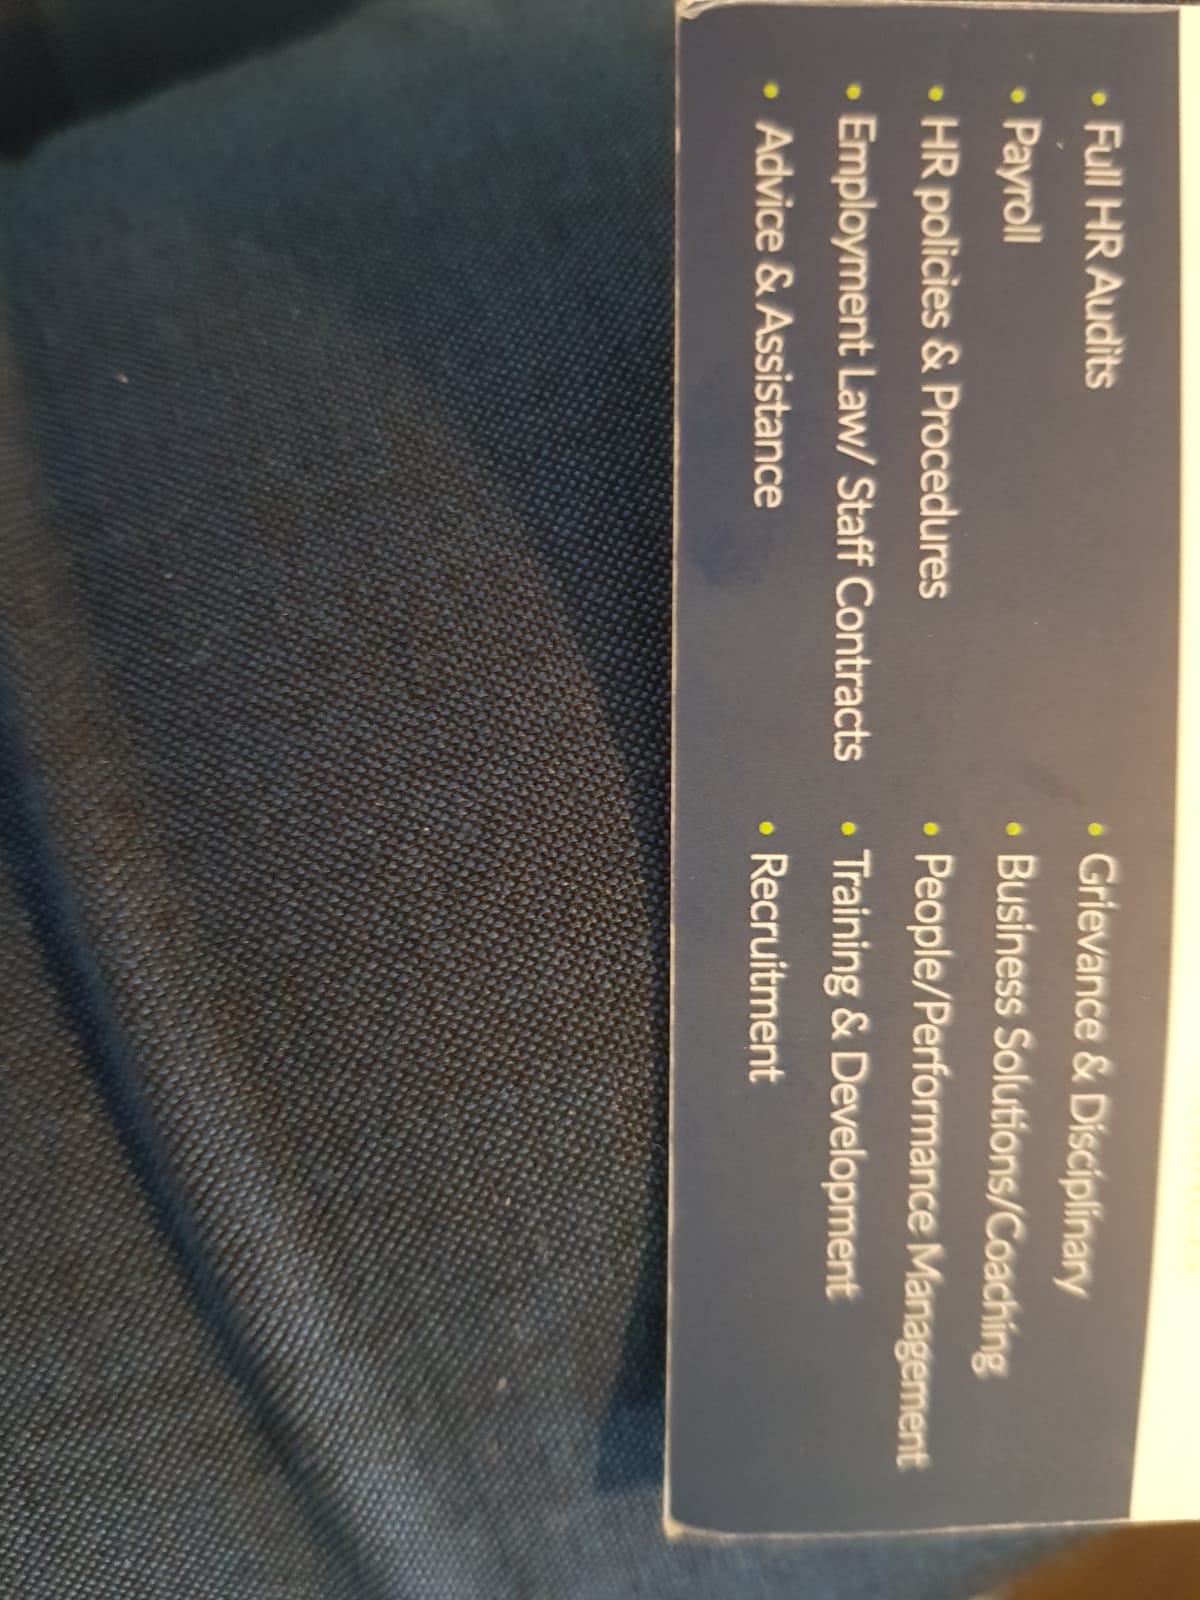 • Full HR Audits
• Payroll
• HR policies & Procedures
• Employment Law/ Staff Contracts
• Advice & Assistance
• Grievance & Disciplinary
• Business Solutions/Coaching
• People/Performance Management
• Training & Development
• Recruitment